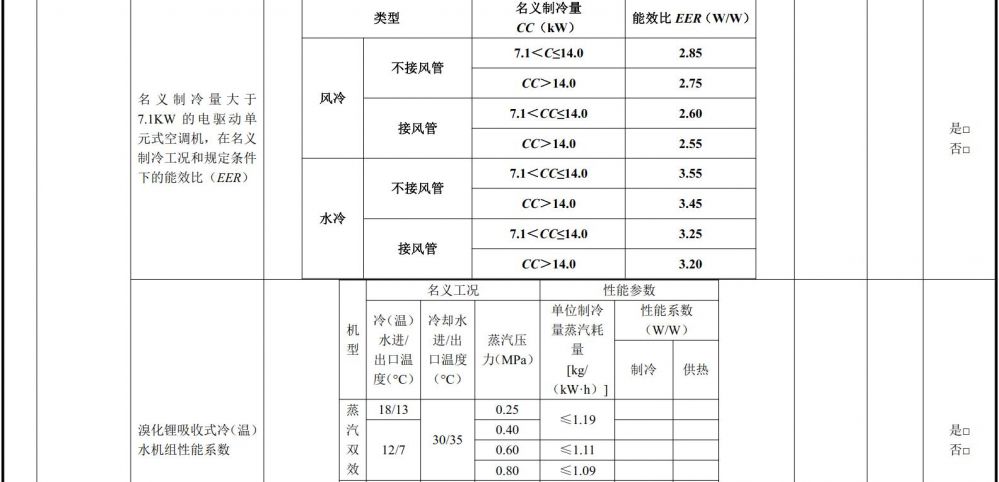 类型
名义制冷量
CC（kW）
能效比 EER（W/W）
名义制冷量大于
7.1KW 的电驱动单
元式空调机，在名义
制冷工况和规定条件
下的能效比（EER）
风冷
不接风管
7.1＜C≤14.0
2.85
CC＞14.0
2.75
接风管
7.1＜CC≤14.0
2.60
CC＞14.0
2.55
水冷
不接风管
7.1＜CC≤14.0
3.55
CC＞14.0
3.45
接风管
7.1＜CC≤14.0
3.25
CC＞14.0
3.20
是□
否□
溴化锂吸收式冷（温）
水机组性能系数
机
型
名义工况
性能参数
冷（温）
水进/
出口温
度（°C）
冷却水
进/出
口温度
（°C）
蒸汽压
力（MPa）
单位制冷
量蒸汽耗
量
[kg/
（kW·h）]
性能系数
（W/W）
制冷
供热
蒸
汽
双
效
18/13
12/7
30/35
0.25
0.40
0.60
0.80
≤1.19
≤1.11
≤1.09
是□
否□